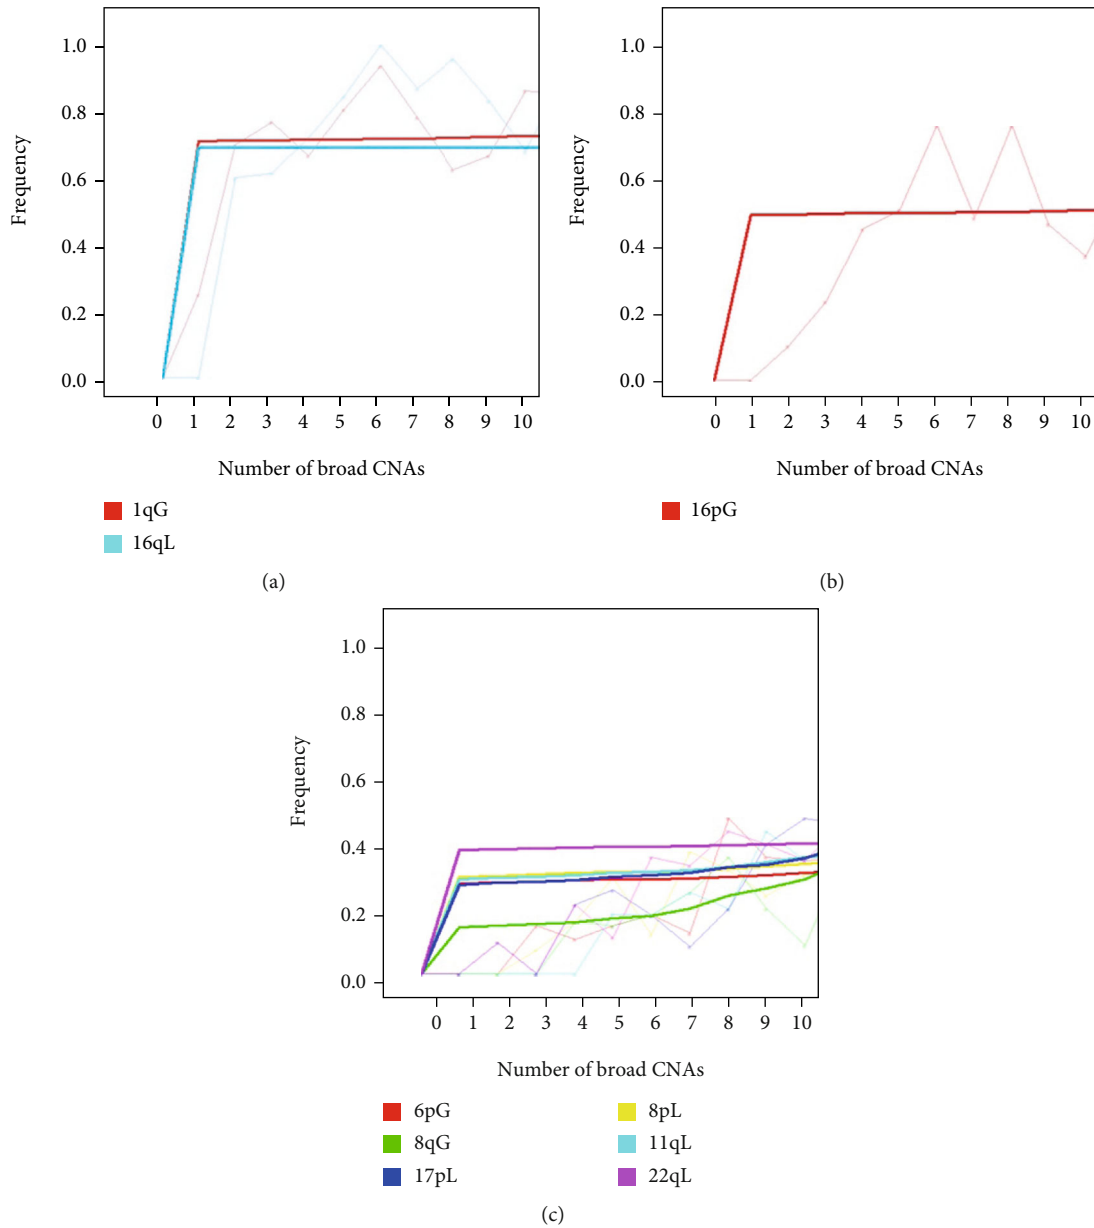 1.0
0.8
0.6
0.4
0.2
0.0
Frequency
0 1 2 3 4 5 6 7 8 9 10
Number of broad CNAs
1qG
16qL
(a)
1.0
0.8
0.6
0.4
0.2
0.0
Frequency
0 1 2 3 4 5 6 7 8 9 10
Number of broad CNAs
16pG
(b)
1.0
0.8
0.6
0.4
0.2
0.0
Frequency
0 1 2 3 4 5 6 7 8 9 10
Number of broad CNAs
6pG
8qG
17pL
8pL
11qL
22qL
(c)